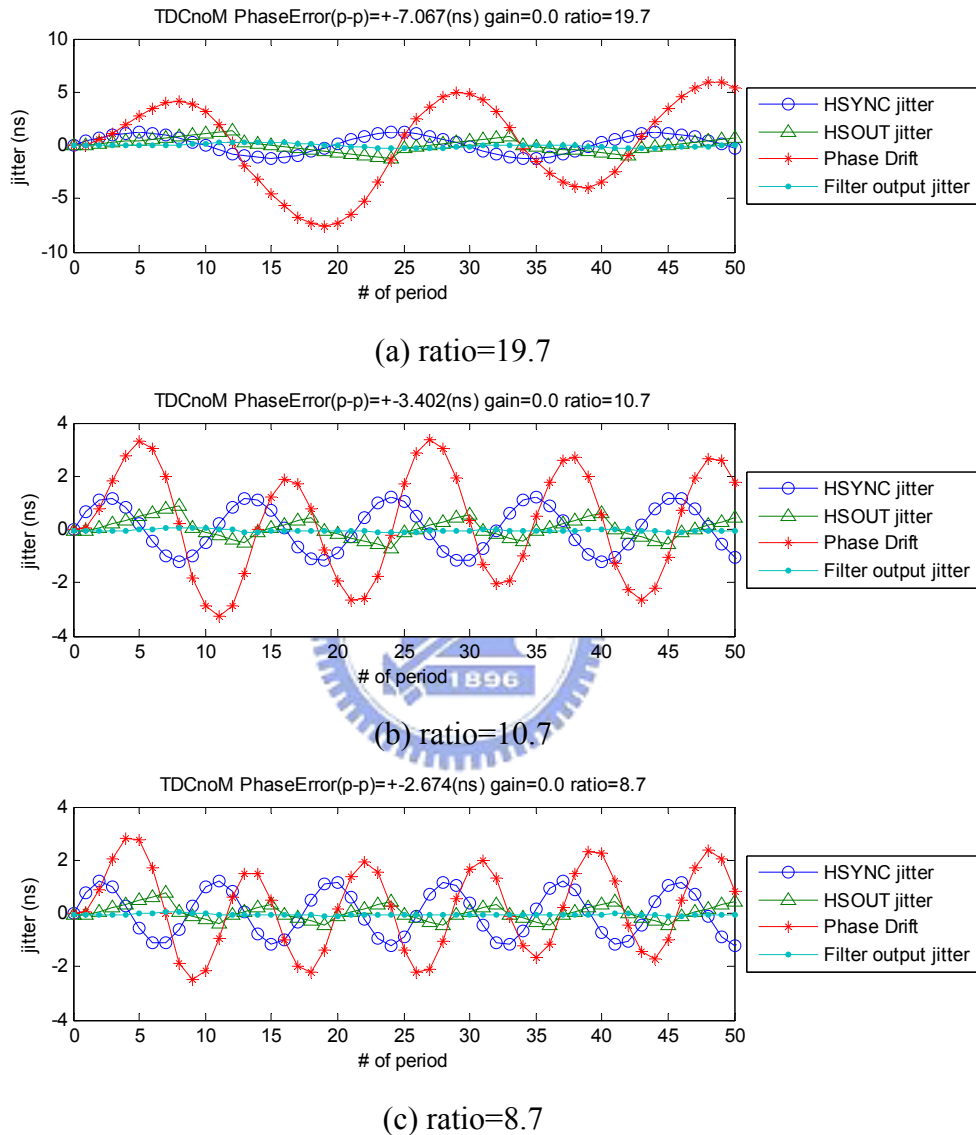 TDCnoM PhaseError(p-p)=+-7.067(ns) gain=0.0 ratio=19.7
10
5
0
-5
-10
jitter (ns)
0 5 10 15 20 25 30 35 40 45 50
# of period
HSYNC jitter
HSOUT jitter
Phase Drift
Filter output jitter
(a) ratio=19.7
TDCnoM PhaseError(p-p)=+-3.402(ns) gain=0.0 ratio=10.7
4
2
0
-2
-4
jitter (ns)
0 5 10 15 20 25 30 35 40 45 50
# of period
HSYNC jitter
HSOUT jitter
Phase Drift
Filter output jitter
1896
(b) ratio=10.7
TDCnoM PhaseError(p-p)=+-2.674(ns) gain=0.0 ratio=8.7
4
2
0
-2
-4
jitter (ns)
0 5 10 15 20 25 30 35 40 45 50
# of period
HSYNC jitter
HSOUT jitter
Phase Drift
Filter output jitter
(c) ratio=8.7